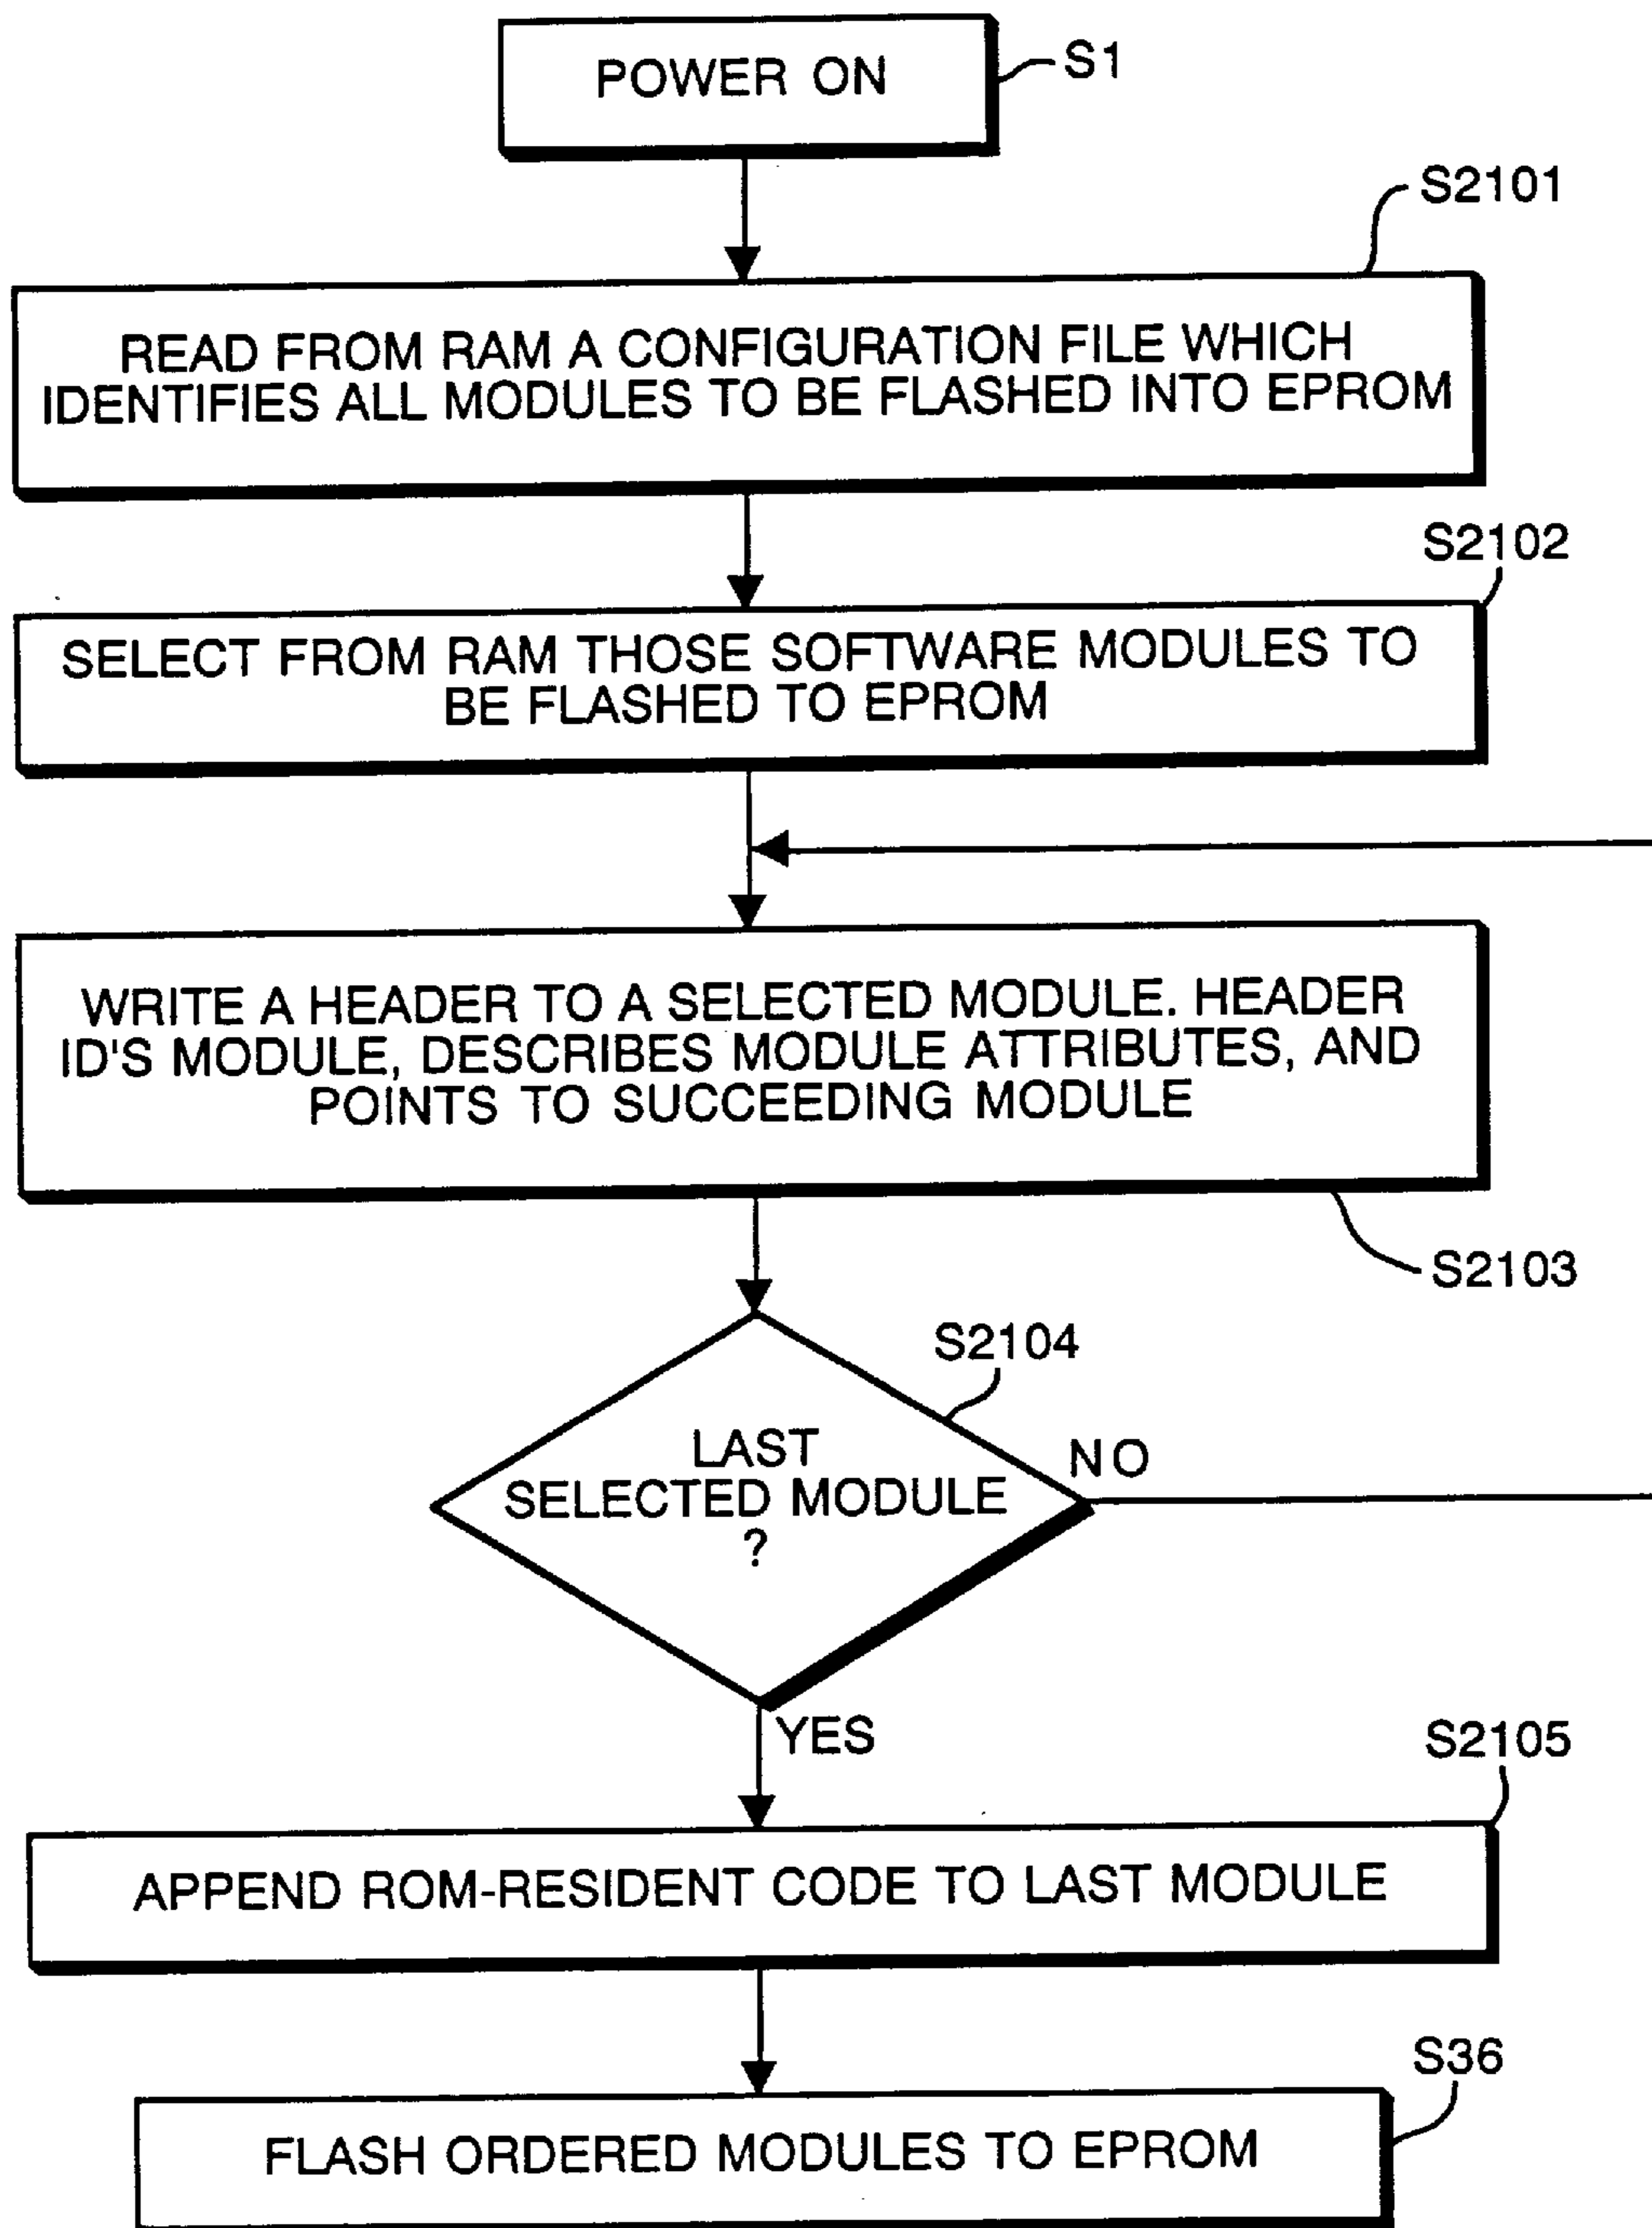 POWER ON
S1
S2101
READ FROM RAM A CONFIGURATION FILE WHICH
IDENTIFIES ALL MODULES TO BE FLASHED INTO EPROM
S2102
SELECT FROM RAM THOSE SOFTWARE MODULES TO
BE FLASHED TO EPROM
WRITE A HEADER TO A SELECTED MODULE. HEADER
ID'S MODULE, DESCRIBES MODULE ATTRIBUTES, AND
POINTS TO SUCCEEDING MODULE
S2103
S2104
LAST
SELECTED MODULE
?
NO
YES
S2105
APPEND ROM-RESIDENT CODE TO LAST MODULE
S36
FLASH ORDERED MODULES TO EPROM